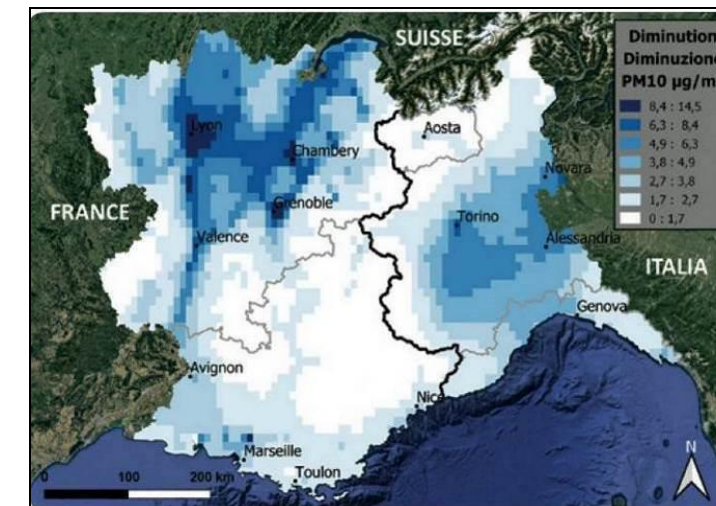 SUISSE
Diminution
Diminuzione
PM10 µg/m
8,4 : 14,5
6,3 : 8,4
4,9 : 6,3
3,8 : 4,9
2,7 : 3,8
1,7 : 2,7
0 : 1,7
Lyon
Aosta
Chambery
Novara
FRANCE
Grenoble
Torino
Valence
Alessandria
ITALIA
Genova
Avignon
Nice
Marseille
Toulon
0 100 200 km
N